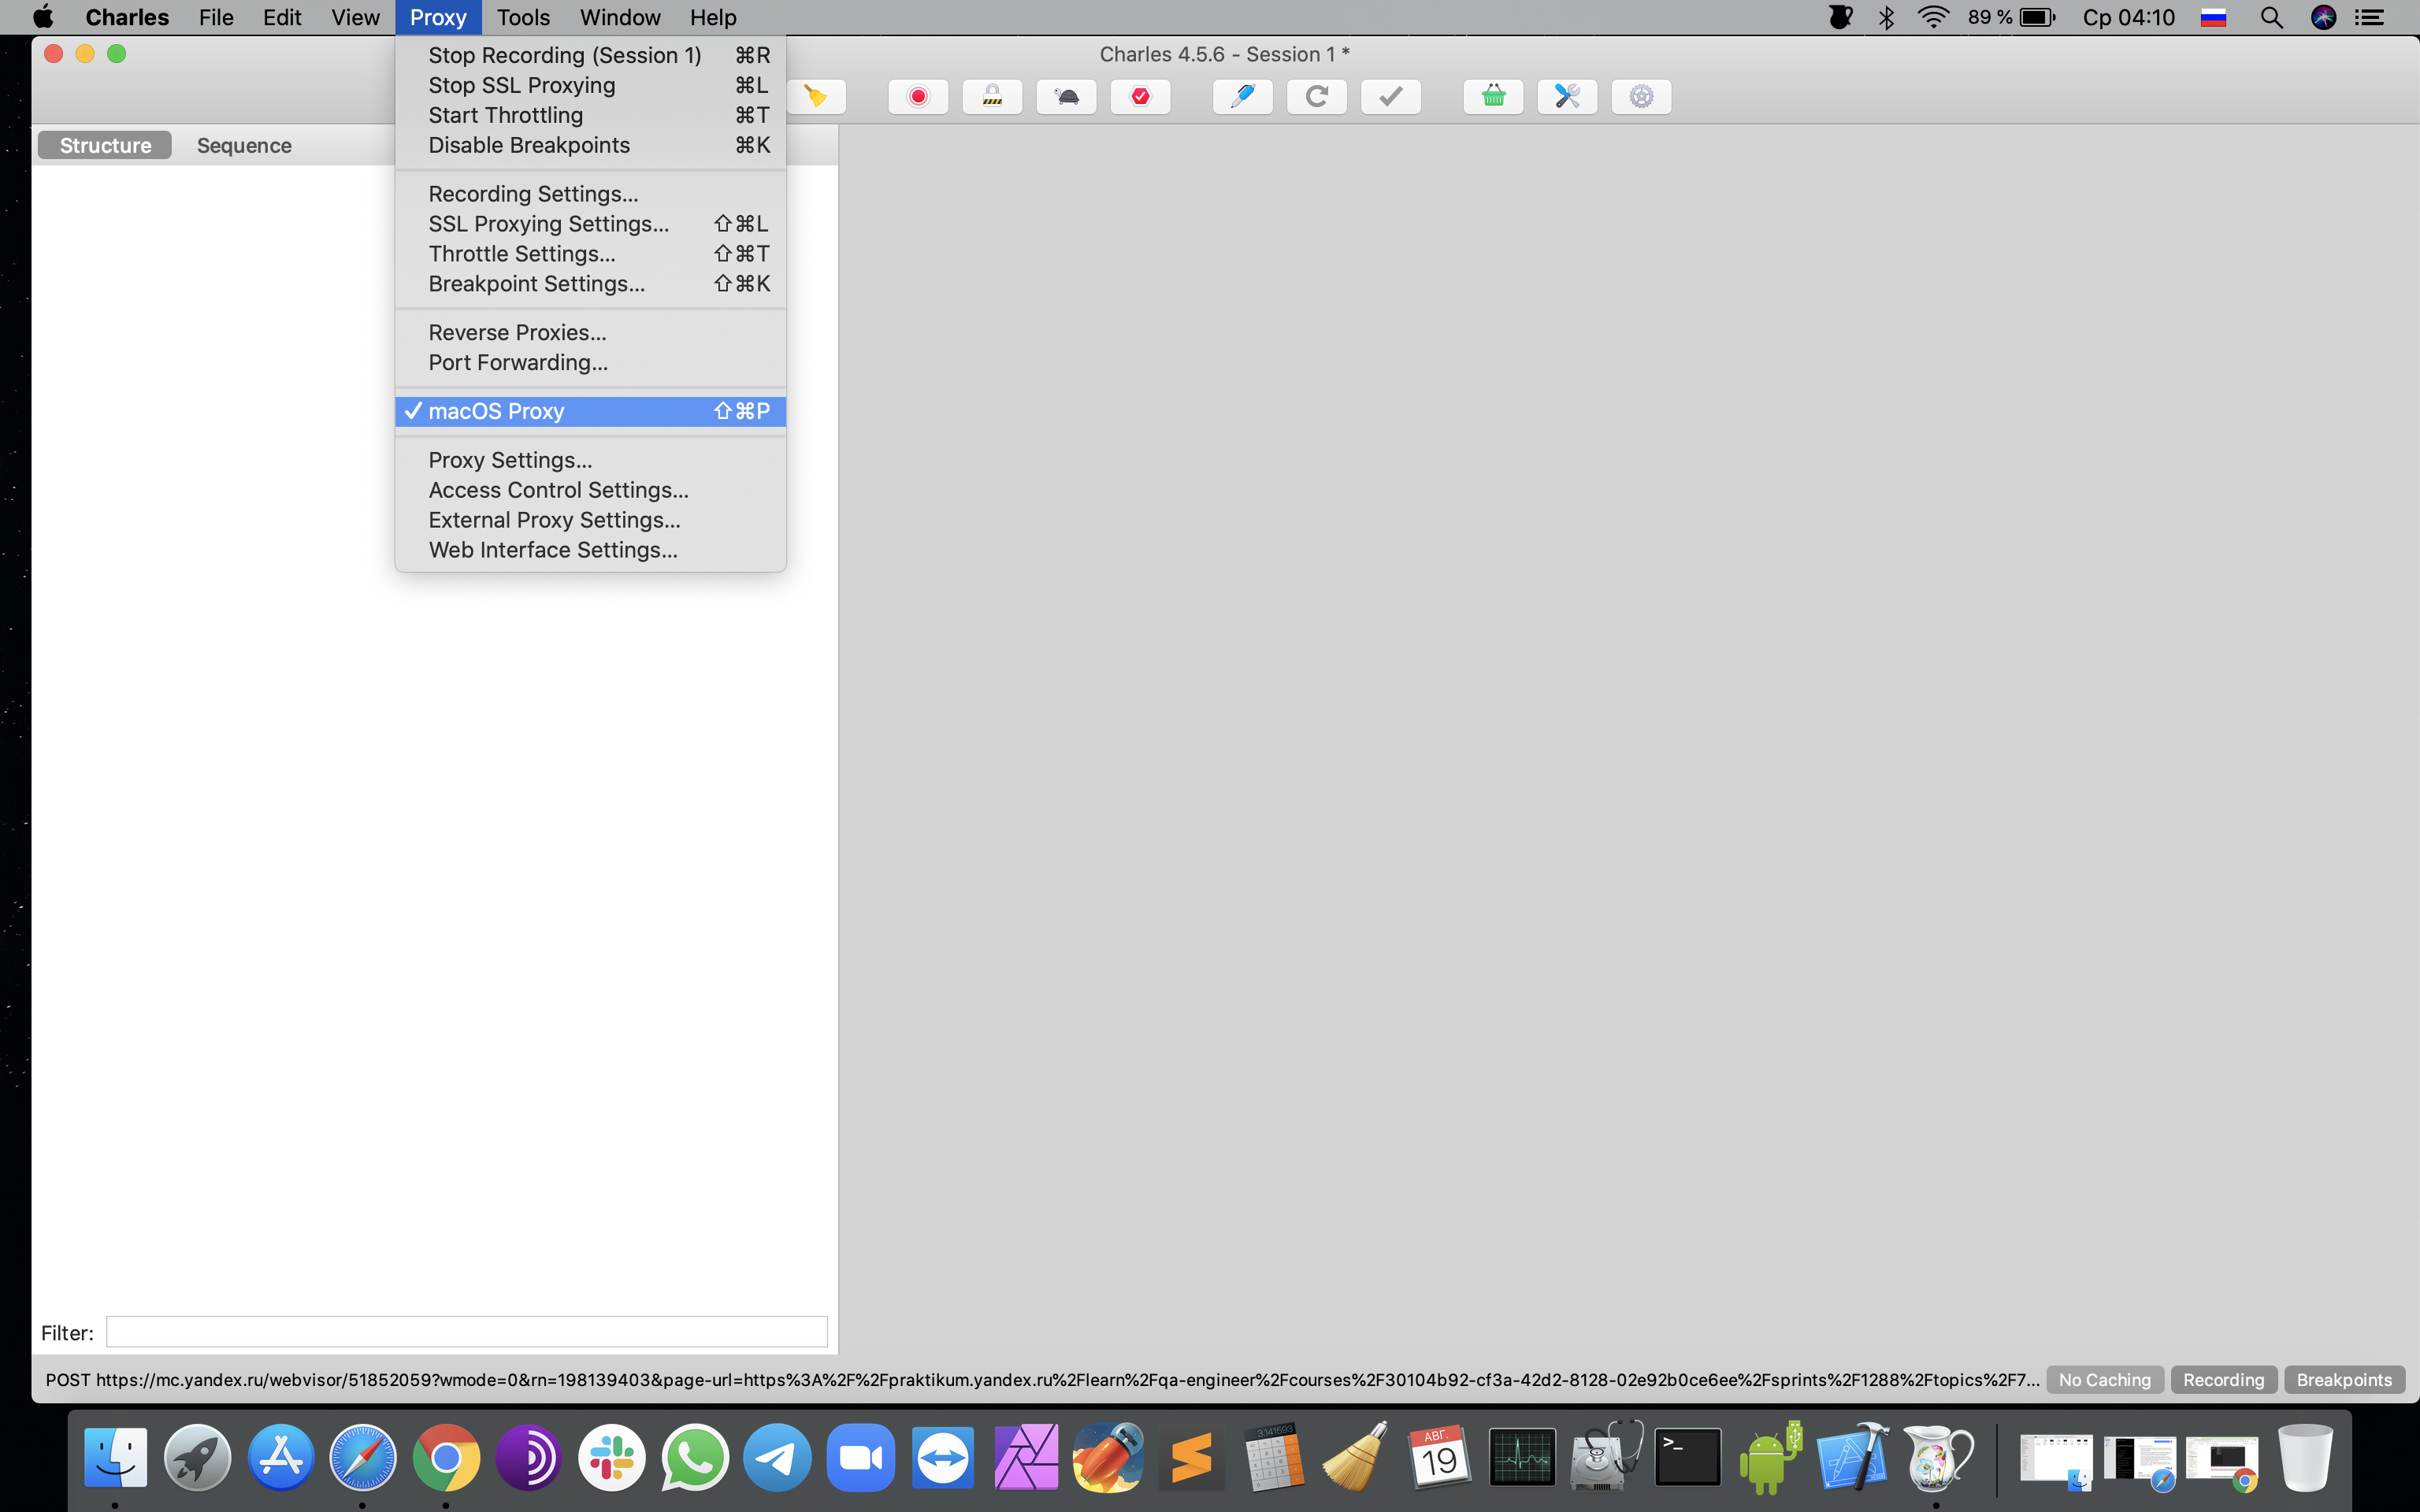 Charles File Edit View Proxy Tools Window Help 89 % Ср 04:10
Charles 4.5.6 - Session 1 *
Stop Recording (Session 1) ⌘R
Stop SSL Proxying ⌘L
Start Throttling ⌘T
Disable Breakpoints ⌘K
Recording Settings...
SSL Proxying Settings... ⇧⌘L
Throttle Settings... ⇧⌘T
Breakpoint Settings... ⇧⌘K
Reverse Proxies...
Port Forwarding...
✓ macOS Proxy ⇧⌘P
Proxy Settings...
Access Control Settings...
External Proxy Settings...
Web Interface Settings...
Structure Sequence
Filter:
POST https://mc.yandex.ru/webvisor/51852059?wmode=0&rn=198139403&page-url=https%3A%2F%2Fpraktikum.yandex.ru%2Flearn%2Fqa-engineer%2Fcourses%2F30104b92-cf3a-42d2-8128-02e92b0ce6ee%2Fsprints%2F1288%2Ftopics%2F7... No Caching Recording Breakpoints
АВГ.
19
>_